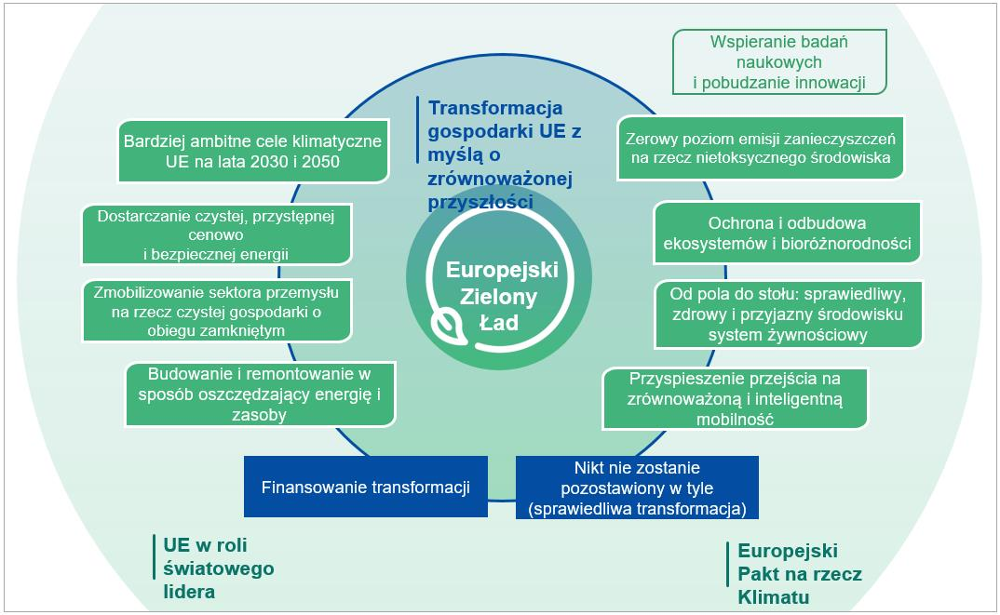 Wspieranie badań
naukowych
i pobudzanie innowacji
Transformacja
gospodarki UE z
myślą o
zrównoważonej
przyszłości
Bardziej ambitne cele klimatyczne
UE na lata 2030 i 2050
Dostarczanie czystej, przystępnej
cenowo
i bezpiecznej energii
Zmobilizowanie sektora przemysłu
na rzecz czystej gospodarki o
obiegu zamkniętym
Budowanie i remontowanie w
sposób oszczędzający energię i
zasoby
Europejski
Zielony
Ład
Zerowy poziom emisji zanieczyszczeń
na rzecz nietoksycznego środowiska
Ochrona i odbudowa
ekosystemów i bioróżnorodności
Od pola do stołu: sprawiedliwy,
zdrowy i przyjazny środowisku
system żywnościowy
Przyspieszenie przejścia na
zrównoważoną i inteligentną
mobilność
Finansowanie transformacji
Nikt nie zostanie
pozostawiony w tyle
(sprawiedliwa transformacja)
UE w roli
światowego
lidera
Europejski
Pakt na rzecz
Klimatu